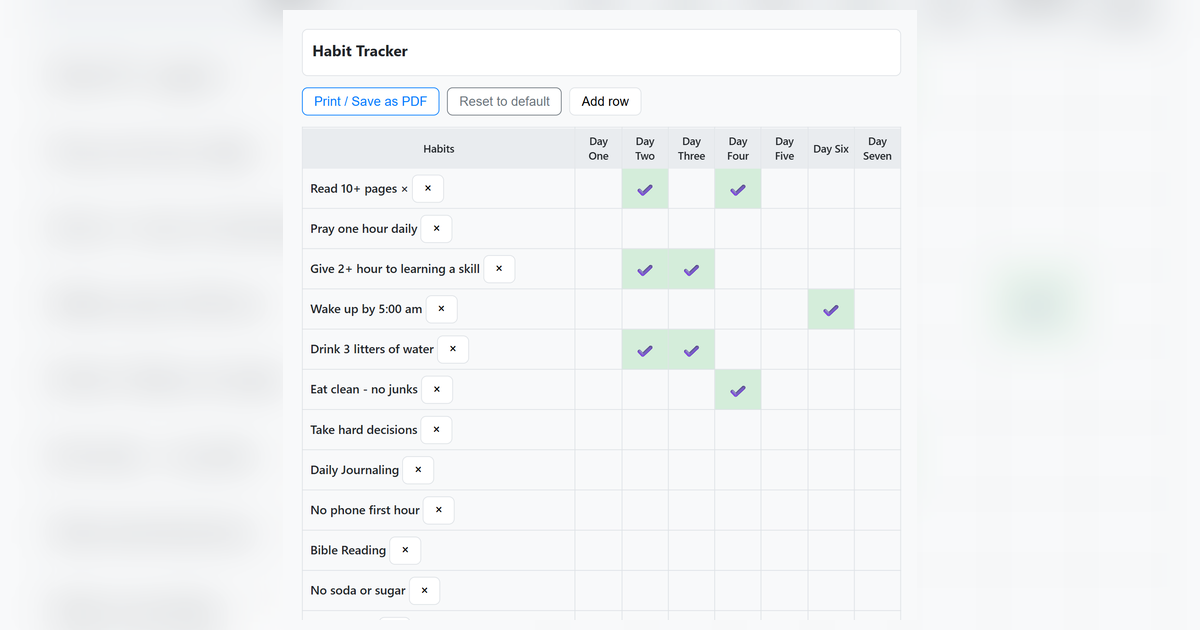 Habit Tracker
Print / Save as PDF Reset to default Add row
Habits Day One Day Two Day Three Day Four Day Five Day Six Day Seven
Read 10+ pages × ×
Pray one hour daily ×
Give 2+ hour to learning a skill ×
Wake up by 5:00 am ×
Drink 3 litters of water ×
Eat clean - no junks ×
Take hard decisions ×
Daily Journaling ×
No phone first hour ×
Bible Reading ×
No soda or sugar ×